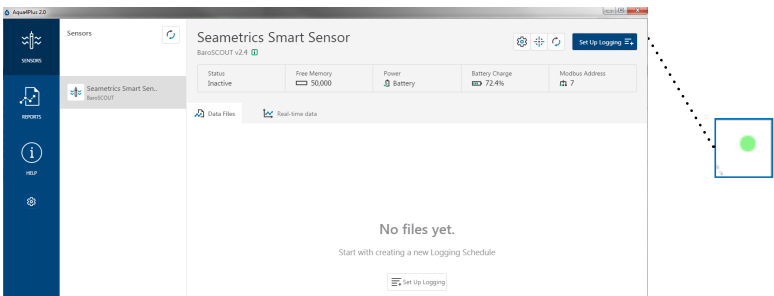 Aqua4Plus 2.0
SENSORS
REPORTS
HELP
Sensors
Seametrics Smart Sen..
BaroSCOUT
Seametrics Smart Sensor
BaroSCOUT v2.4
Set Up Logging
Status
Inactive
Free Memory
50,000
Power
Battery
Battery Charge
72.4%
Modbus Address
7
Data Files
Real-time data
No files yet.
Start with creating a new Logging Schedule
Set Up Logging